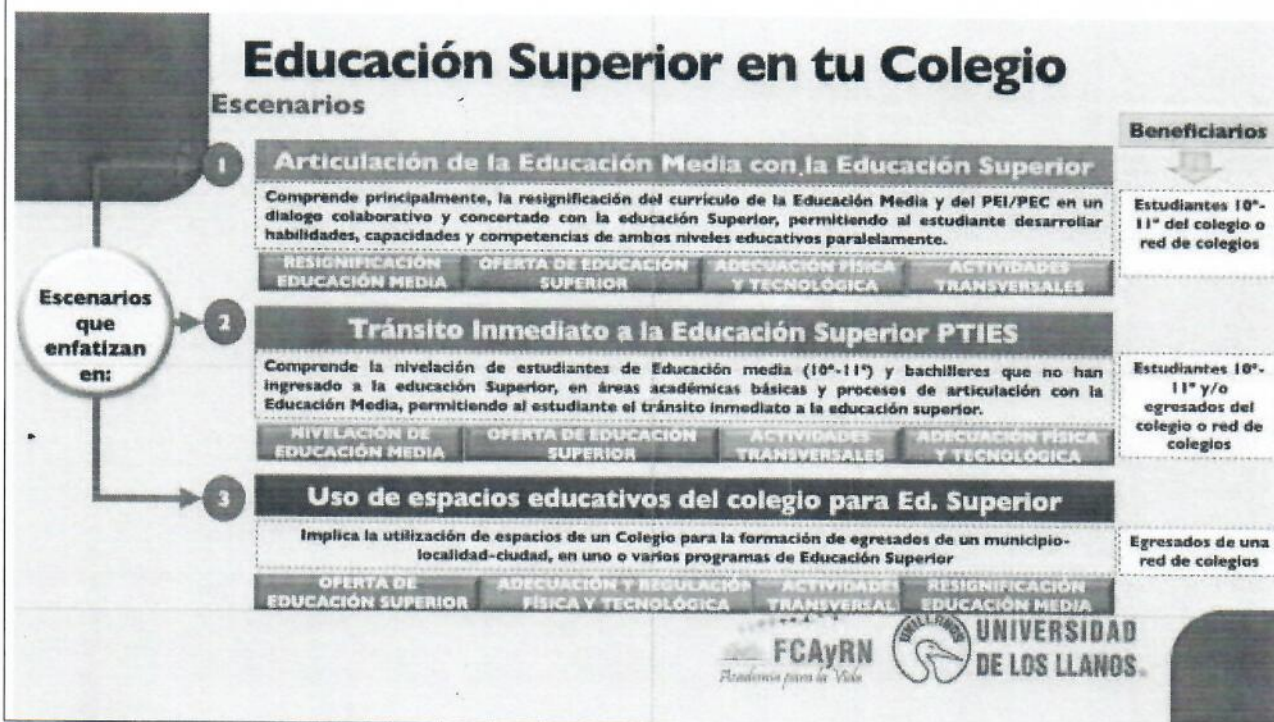 Educación Superior en tu Colegio
Escenarios
Beneficiarios
Escenarios
que
enfatizan
en:
1
Articulación de la Educación Media con la Educación Superior
Comprende principalmente, la resignificación del currículo de la Educación Media y del PEI/PEC en un
dialogo colaborativo y concertado con la educación Superior, permitiendo al estudiante desarrollar
habilidades, capacidades y competencias de ambos niveles educativos paralelamente.
RESIGNIFICACIÓN
EDUCACIÓN MEDIA
OFERTA DE EDUCACIÓN
SUPERIOR
ADECUACIÓN FÍSICA
Y TECNOLÓGICA
ACTIVIDADES
TRANSVERSALES
Estudiantes 10°-
11° del colegio o
red de colegios
2
Tránsito Inmediato a la Educación Superior PTIES
Comprende la nivelación de estudiantes de Educación media (10°-11°) y bachilleres que no han
ingresado a la educación Superior, en áreas académicas básicas y procesos de articulación con la
Educación Media, permitiendo al estudiante el tránsito inmediato a la educación superior.
NIVELACIÓN DE
EDUCACIÓN MEDIA
OFERTA DE EDUCACIÓN
SUPERIOR
ACTIVIDADES
TRANSVERSALES
ADECUACIÓN FÍSICA
Y TECNOLÓGICA
Estudiantes 10°-
11° y/o
egresados del
colegio o red de
colegios
3
Uso de espacios educativos del colegio para Ed. Superior
Implica la utilización de espacios de un Colegio para la formación de egresados de un municipio-
localidad-ciudad, en uno o varios programas de Educación Superior
OFERTA DE
EDUCACIÓN SUPERIOR
ADECUACIÓN Y REGULACIÓN
FÍSICA Y TECNOLÓGICA
ACTIVIDADES
TRANSVERSAL
RESIGNIFICACIÓN
EDUCACIÓN MEDIA
Egresados de una
red de colegios
FCAyRN
Academia para la Vida
UNILLANOS
UNIVERSIDAD
DE LOS LLANOS